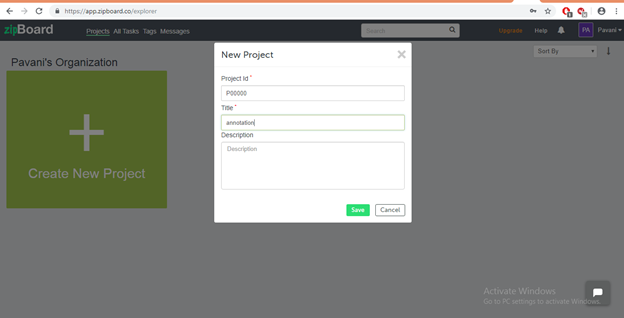 https://app.zipboard.co/explorer
zipBoard Projects All Tasks Tags Messages Search Upgrade Help PA Pavani
Pavani's Organization Sort By
Create New Project
New Project
Project Id *
P00000
Title *
annotation
Description
Description
Save Cancel
Activate Windows
Go to PC settings to activate Windows.